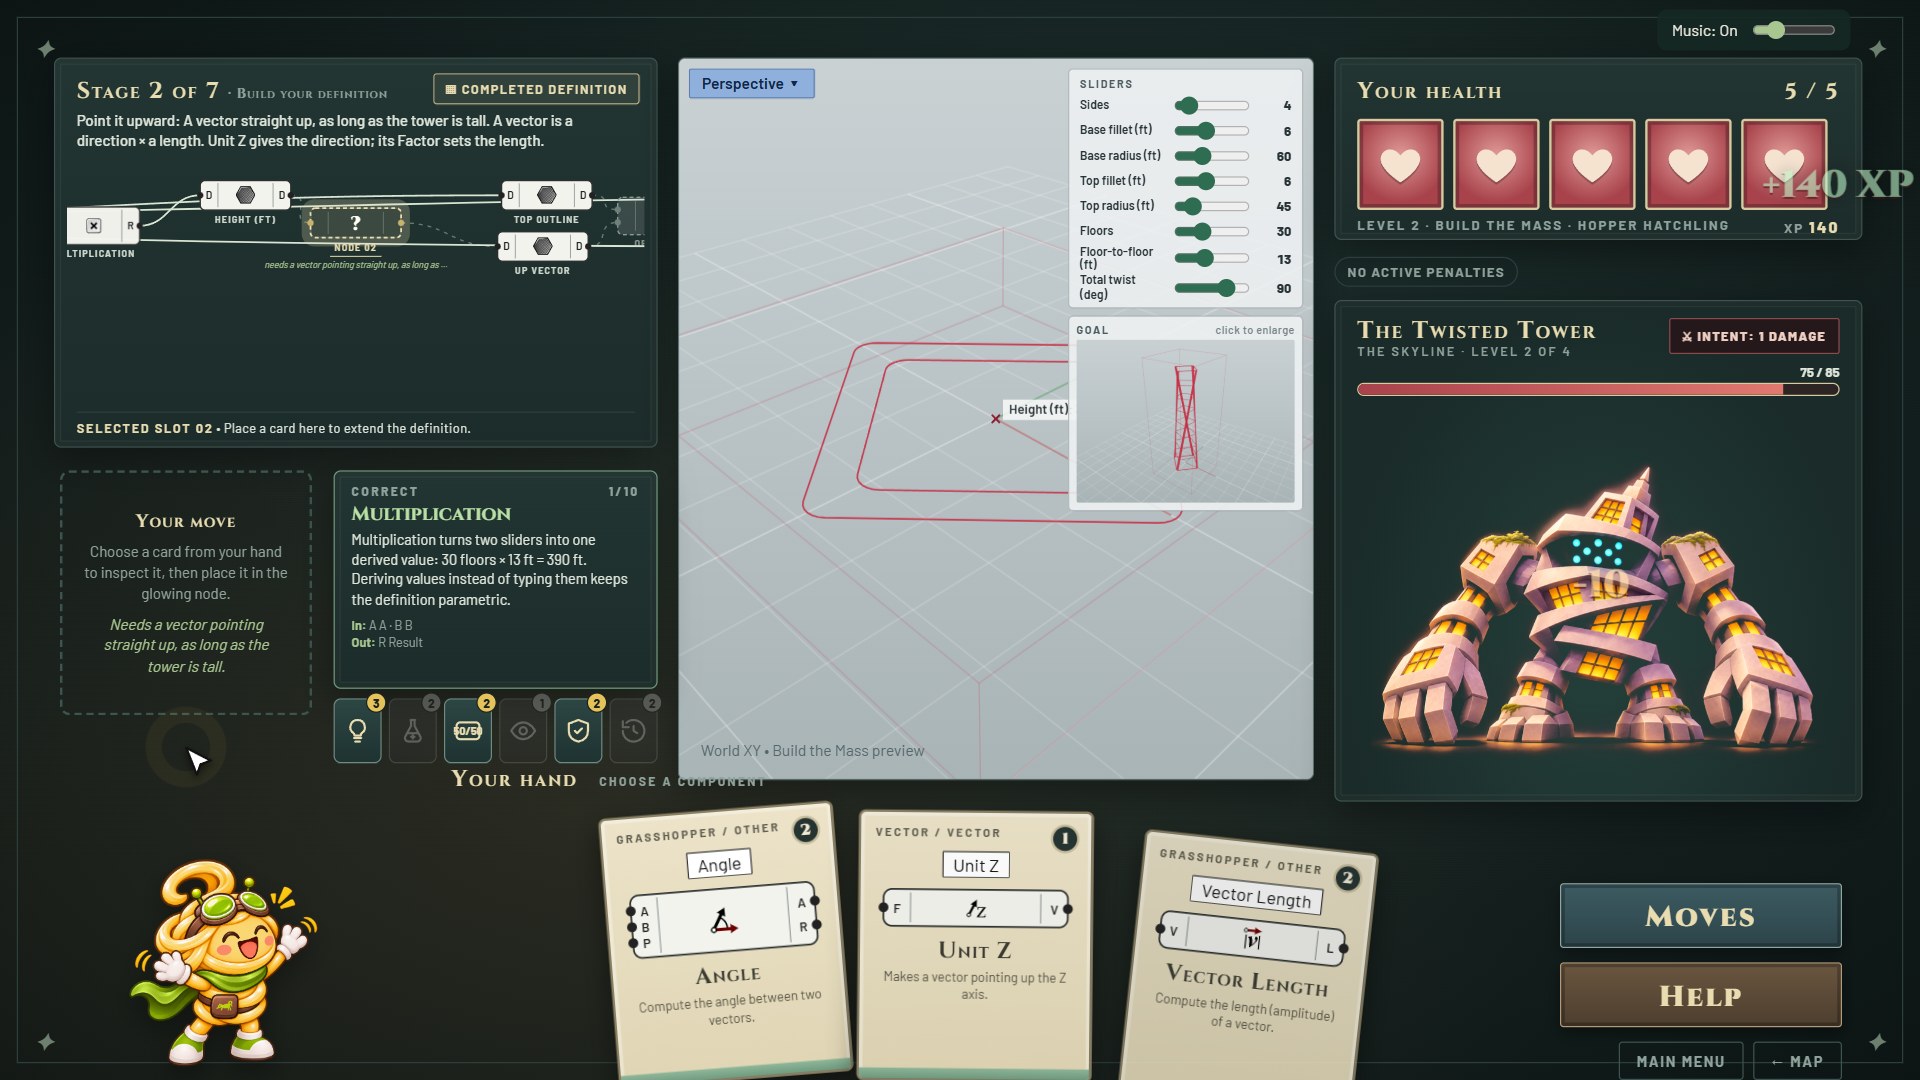 Music: On
STAGE 2 OF 7 · BUILD YOUR DEFINITION
COMPLETED DEFINITION
Point it upward: A vector straight up, as long as the tower is tall. A vector is a
direction × a length. Unit Z gives the direction; its Factor sets the length.
R
LTIPLICATION
D D
HEIGHT (FT)
?
NODE 02
needs a vector pointing straight up, as long as ...
D D
TOP OUTLINE
D D
UP VECTOR
SELECTED SLOT 02 • Place a card here to extend the definition.
YOUR MOVE
Choose a card from your hand
to inspect it, then place it in the
glowing node.
Needs a vector pointing
straight up, as long as the
tower is tall.
CORRECT 1/10
MULTIPLICATION
Multiplication turns two sliders into one
derived value: 30 floors × 13 ft = 390 ft.
Deriving values instead of typing them keeps
the definition parametric.
In: A A · B B
Out: R Result
3
2
50/50 2
1
2
2
Perspective ▼
SLIDERS
Sides 4
Base fillet (ft) 6
Base radius (ft) 60
Top fillet (ft) 6
Top radius (ft) 45
Floors 30
Floor-to-floor
(ft) 13
Total twist
(deg) 90
GOAL click to enlarge
Height (ft)
World XY • Build the Mass preview
YOUR HEALTH 5 / 5
+140 XP
LEVEL 2 · BUILD THE MASS · HOPPER HATCHLING XP 140
NO ACTIVE PENALTIES
THE TWISTED TOWER
THE SKYLINE · LEVEL 2 OF 4
INTENT: 1 DAMAGE
75 / 85
-10
YOUR HAND CHOOSE A COMPONENT
GRASSHOPPER / OTHER 2
Angle
A B P A R
ANGLE
Compute the angle between two
vectors.
VECTOR / VECTOR 1
Unit Z
F Z V
UNIT Z
Makes a vector pointing up the Z
axis.
GRASSHOPPER / OTHER 2
Vector Length
V |V| L
VECTOR LENGTH
Compute the length (amplitude)
of a vector.
MOVES
HELP
MAIN MENU
← MAP